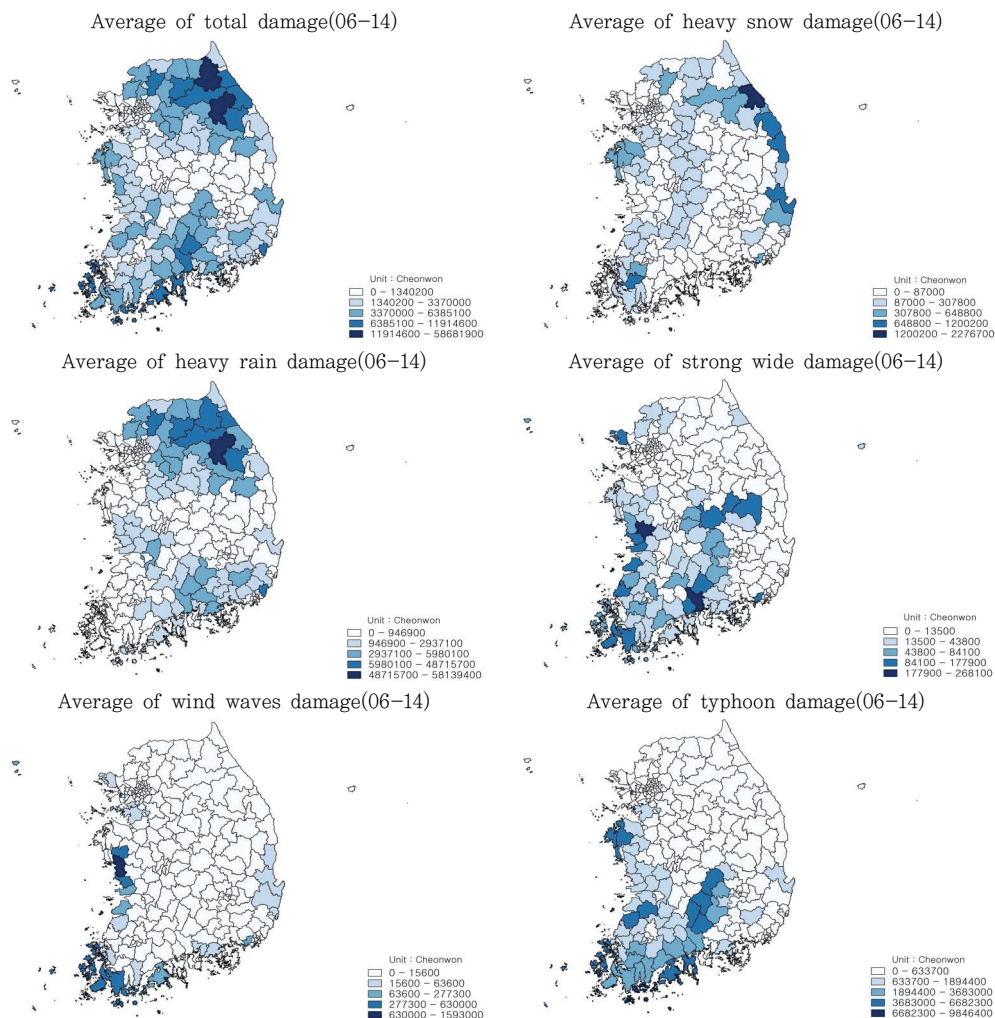 Average of total damage(06-14)
Unit : Cheonwon
0 - 1340200
1340200 - 3370000
3370000 - 6385100
6385100 - 11914600
11914600 - 58681900
Average of heavy snow damage(06-14)
Unit : Cheonwon
0 - 87000
87000 - 307800
307800 - 648800
648800 - 1200200
1200200 - 2276700
Average of heavy rain damage(06-14)
Unit : Cheonwon
0 - 946900
946900 - 2937100
2937100 - 5980100
5980100 - 48715700
48715700 - 58139400
Average of strong wide damage(06-14)
Unit : Cheonwon
0 - 13500
13500 - 43800
43800 - 84100
84100 - 177900
177900 - 268100
Average of wind waves damage(06-14)
Unit : Cheonwon
0 - 15600
15600 - 63600
63600 - 277300
277300 - 630000
630000 - 1593000
Average of typhoon damage(06-14)
Unit : Cheonwon
0 - 633700
633700 - 1894400
1894400 - 3683000
3683000 - 6682300
6682300 - 9846400